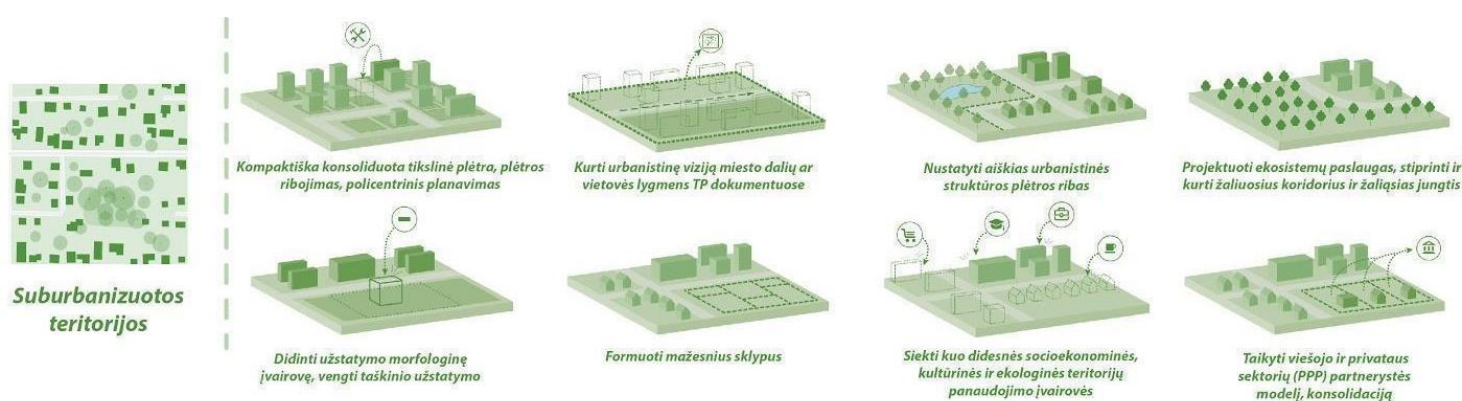 Suburbanizuotos
teritorijos
Kompaktiška konsoliduota tikslinė plėtra, plėtros
ribojimas, policentrinis planavimas
Kurti urbanistinę viziją miesto dalių ar
vietovės lygmens TP dokumentuose
Nustatyti aiškias urbanistinės
struktūros plėtros ribas
Projektuoti ekosistemų paslaugas, stiprinti ir
kurti žaliuosius koridorius ir žaliąsias jungtis
Didinti užstatymo morfologinę
įvairovę, vengti taškinio užstatymo
Formuoti mažesnius sklypus
Siekti kuo didesnės socioekonominės,
kultūrinės ir ekologinės teritorijų
panaudojimo įvairovės
Taikyti viešojo ir privataus
sektorių (PPP) partnerystės
modelį, konsolidaciją